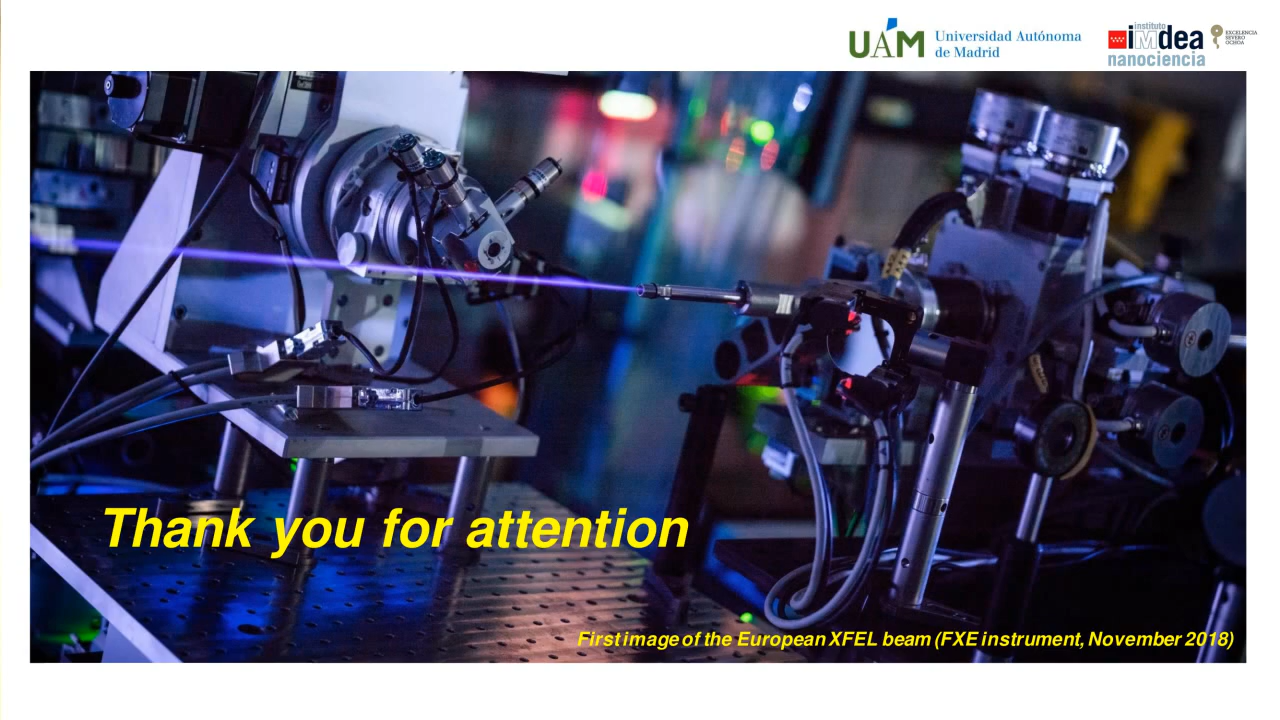 UAM
Universidad Autónoma
de Madrid
instituto
iMdea
nanociencia
EXCELENCIA
SEVERO
OCHOA
Thank you for attention
First image of the European XFEL beam (FXE instrument, November 2018)